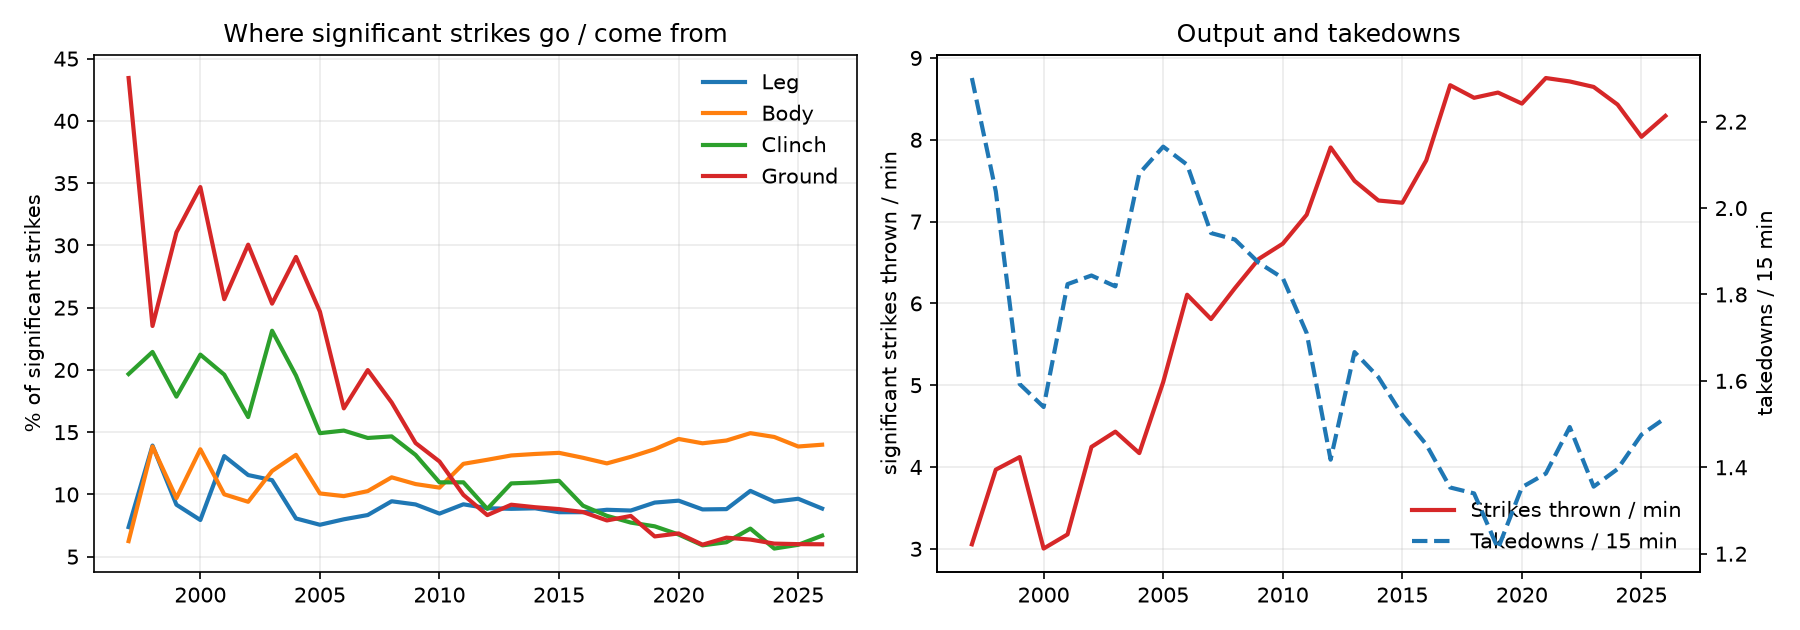 Where significant strikes go / come from
% of significant strikes
45
40
35
30
25
20
15
10
5
2000 2005 2010 2015 2020 2025
Leg
Body
Clinch
Ground
Output and takedowns
significant strikes thrown / min
9
8
7
6
5
4
3
2000 2005 2010 2015 2020 2025
2.2
2.0
1.8
1.6
1.4
1.2
takedowns / 15 min
Strikes thrown / min
Takedowns / 15 min